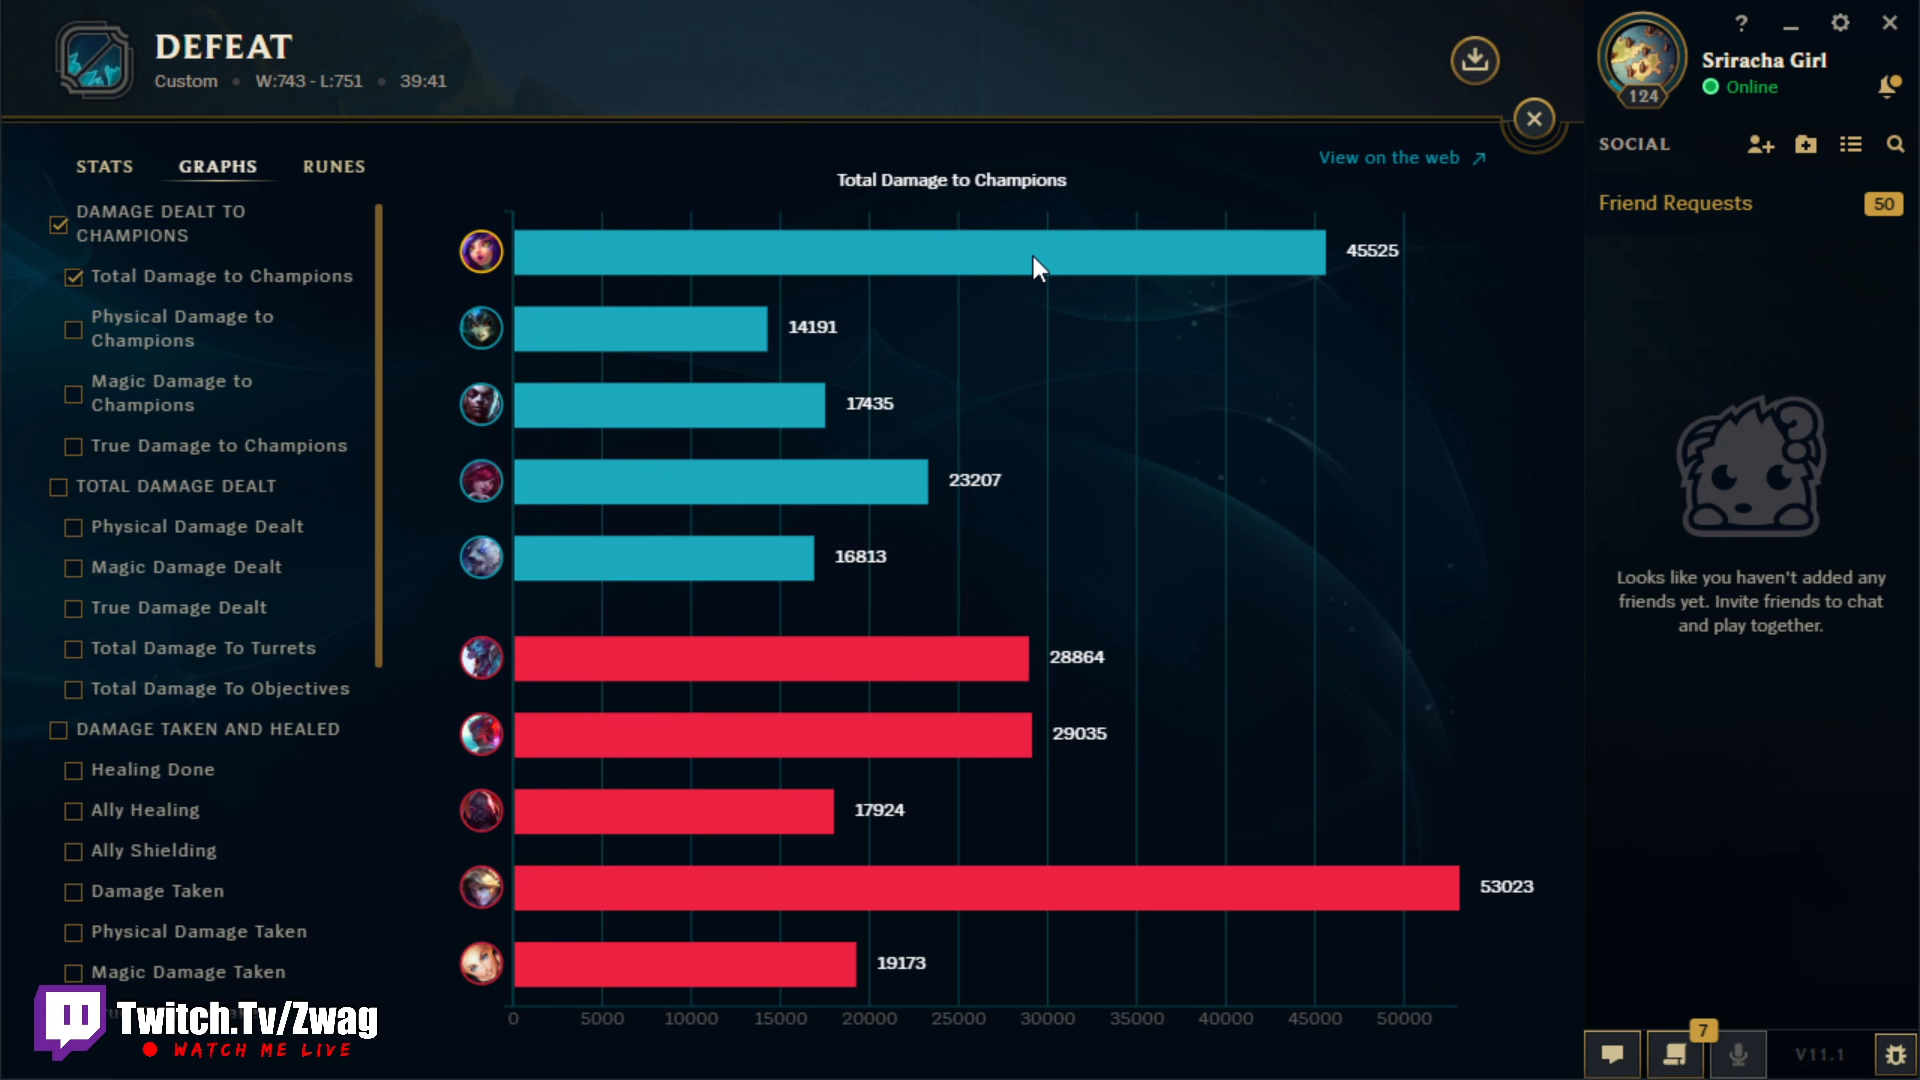 DEFEAT
Custom • W:743 - L:751 • 39:41
?
Sriracha Girl
Online
124
SOCIAL
Friend Requests
50
STATS
GRAPHS
RUNES
View on the web
Total Damage to Champions
DAMAGE DEALT TO
CHAMPIONS
Total Damage to Champions
Physical Damage to
Champions
Magic Damage to
Champions
True Damage to Champions
TOTAL DAMAGE DEALT
Physical Damage Dealt
Magic Damage Dealt
True Damage Dealt
Total Damage To Turrets
Total Damage To Objectives
DAMAGE TAKEN AND HEALED
Healing Done
Ally Healing
Ally Shielding
Damage Taken
Physical Damage Taken
Magic Damage Taken
45525
14191
17435
23207
16813
28864
29035
17924
53023
19173
0 5000 10000 15000 20000 25000 30000 35000 40000 45000 50000
Looks like you haven't added any
friends yet. Invite friends to chat
and play together.
Twitch.Tv/Zwag
WATCH ME LIVE
7
V11.1